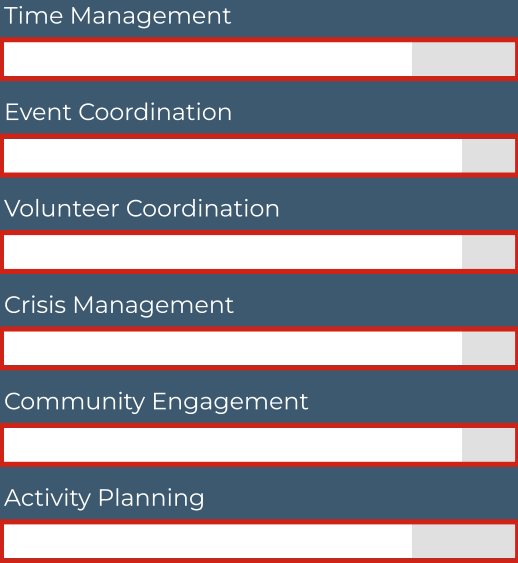 Time Management
Event Coordination
Volunteer Coordination
Crisis Management
Community Engagement
Activity Planning